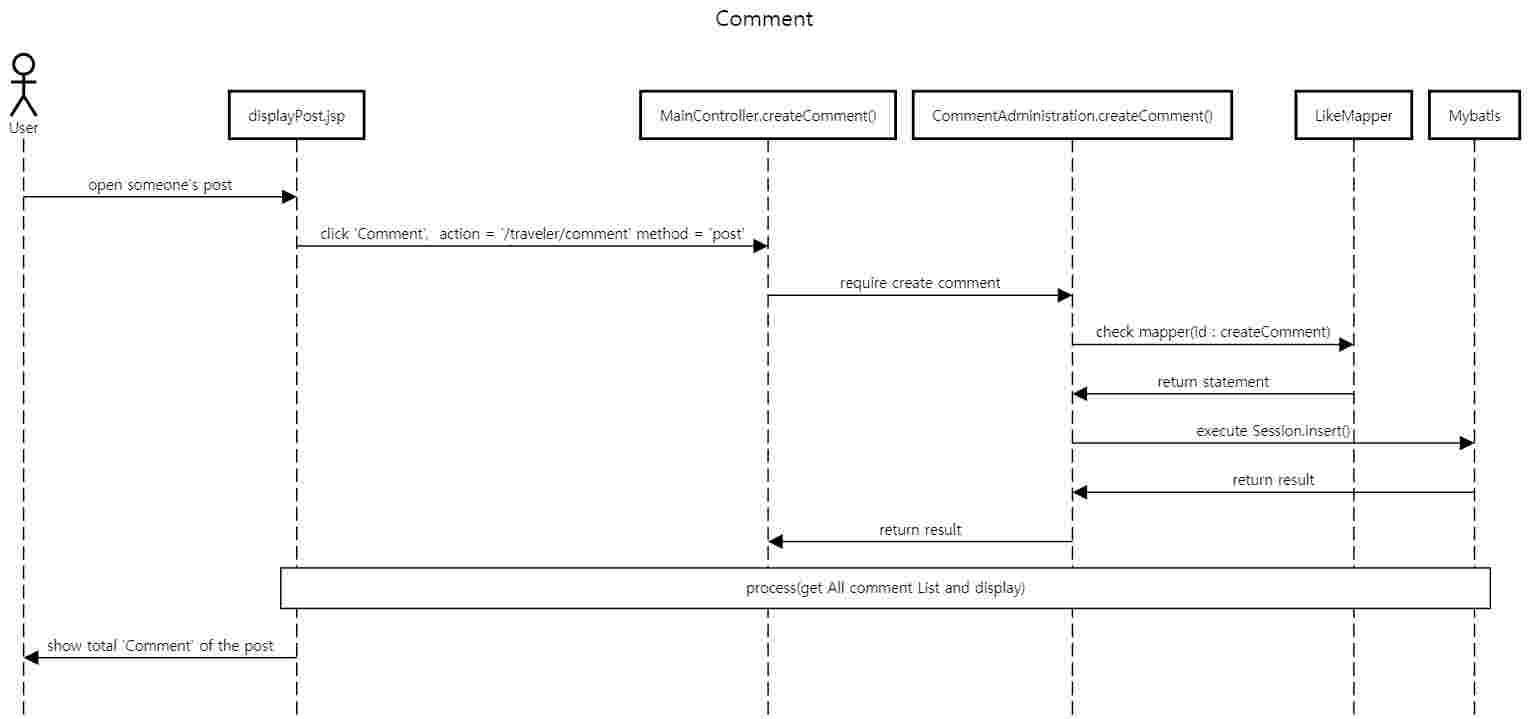 Comment
User
displayPost.jsp
MainController.createComment()
CommentAdministration.createComment()
LikeMapper
Mybatis
open someone's post
click 'Comment', action = '/traveler/comment' method = 'post'
require create comment
check mapper(id : createComment)
return statement
execute Session.insert()
return result
return result
process(get All comment List and display)
show total 'Comment' of the post